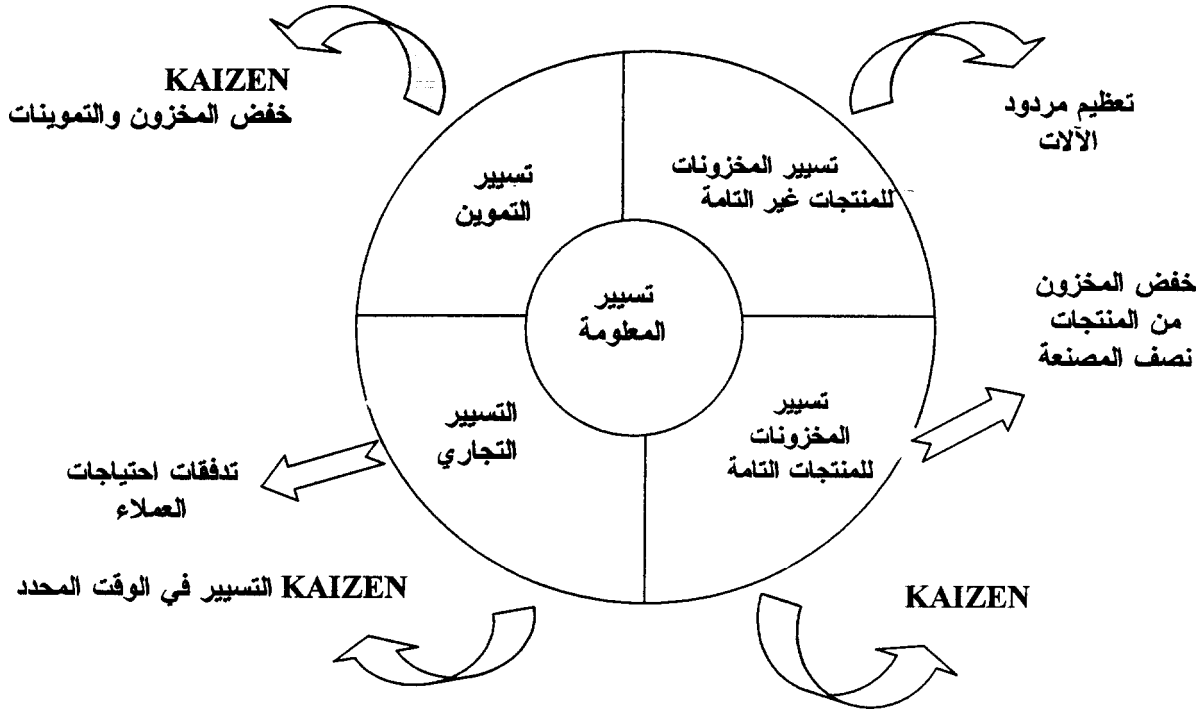 KAIZEN
خفض المخزون والتموينات
تعظيم مردود
الآلات
تسيير المخزونات
للمنتجات غير التامة
تسيير
التموين
تسيير
المعلومة
خفض المخزون
من المنتجات
نصف المصنعة
تسيير
المخزونات
للمنتجات التامة
التسيير
التجاري
تدفقات احتياجات
العملاء
KAIZEN التسيير في الوقت المحدد
KAIZEN